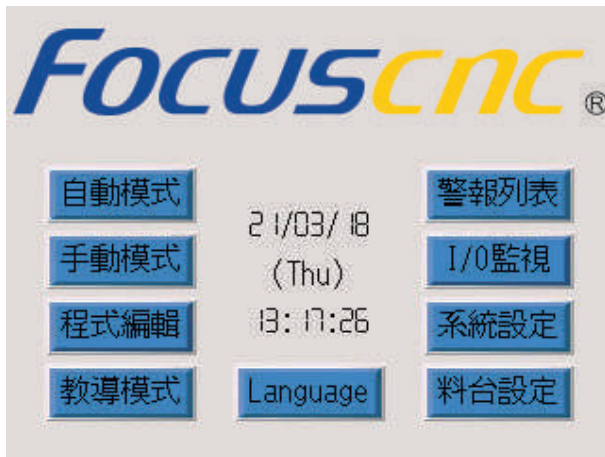 Focuscnc ®
自動模式
手動模式
程式編輯
教導模式
21/03/18
(Thu)
13:17:26
Language
警報列表
I/O監視
系統設定
料台設定